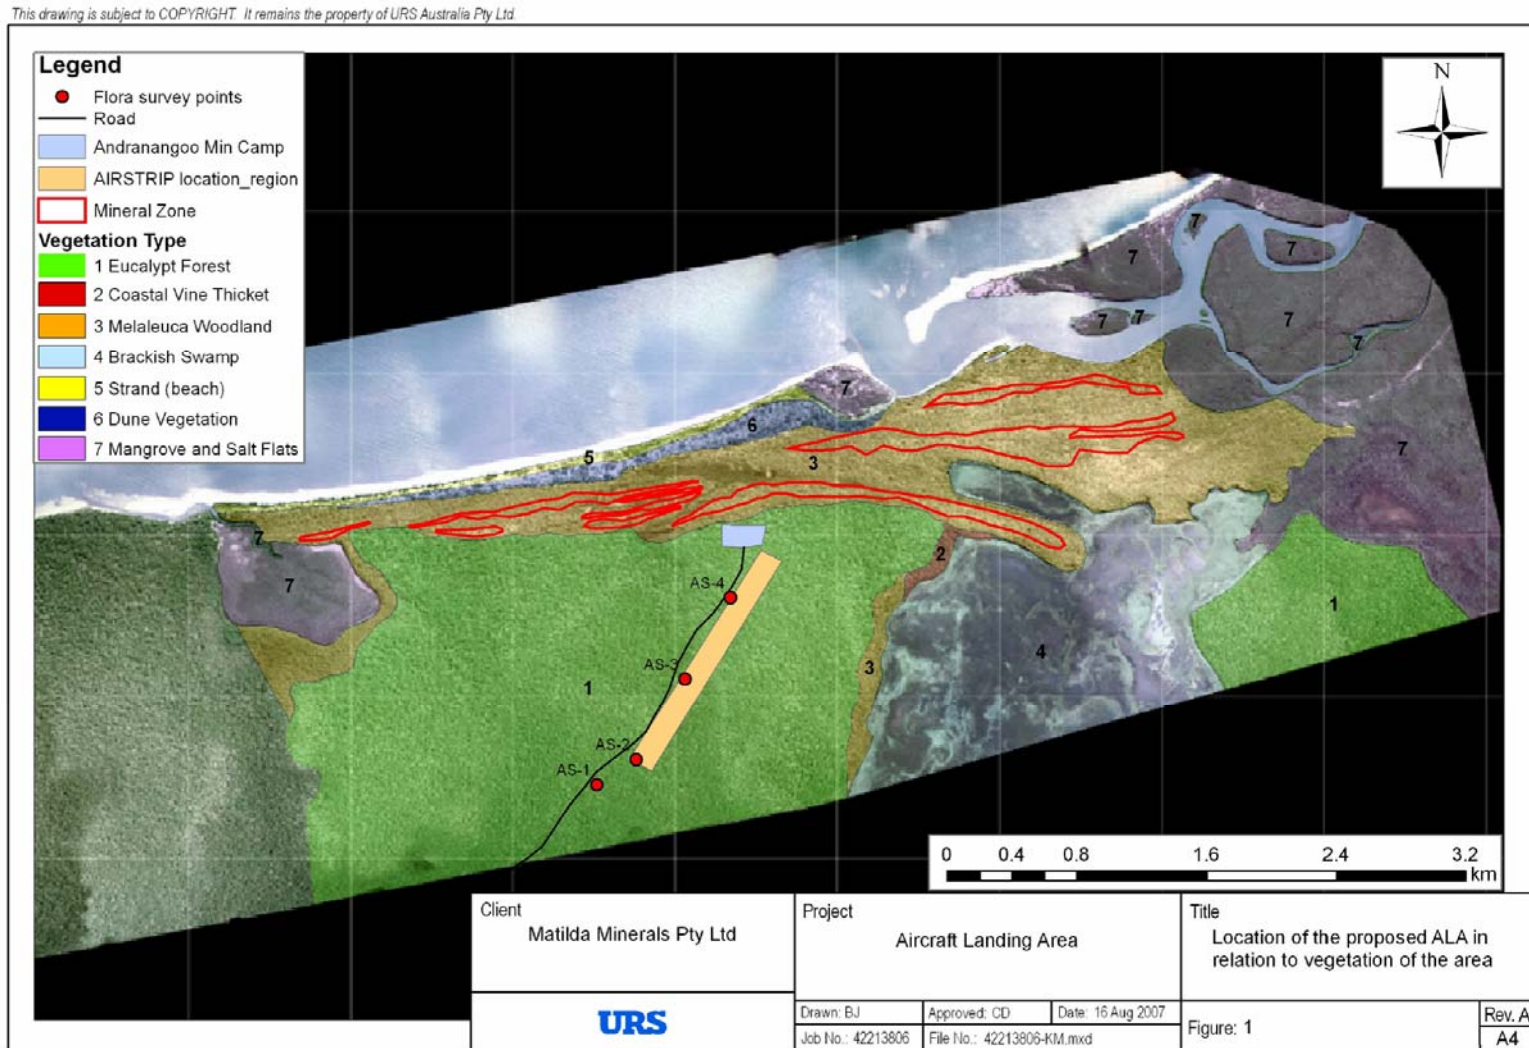 This drawing is subject to COPYRIGHT. It remains the property of URS Australia Pty Ltd.
Legend
Flora survey points
Road
Andranangoo Min Camp
AIRSTRIP location_region
Mineral Zone
Vegetation Type
1 Eucalypt Forest
2 Coastal Vine Thicket
3 Melaleuca Woodland
4 Brackish Swamp
5 Strand (beach)
6 Dune Vegetation
7 Mangrove and Salt Flats
N
7
7
7
7
7
7
7
7
6
7
5
3
7
7
2
AS-4
1
4
AS-3
3
1
AS-2
AS-1
0 0.4 0.8 1.6 2.4 3.2
km
Client
Matilda Minerals Pty Ltd
URS
Project
Aircraft Landing Area
Drawn: BJ
Approved: CD
Date: 16 Aug 2007
Job No.: 42213806
File No.: 42213806-KM.mxd
Title
Location of the proposed ALA in
relation to vegetation of the area
Figure: 1
Rev. A
A4